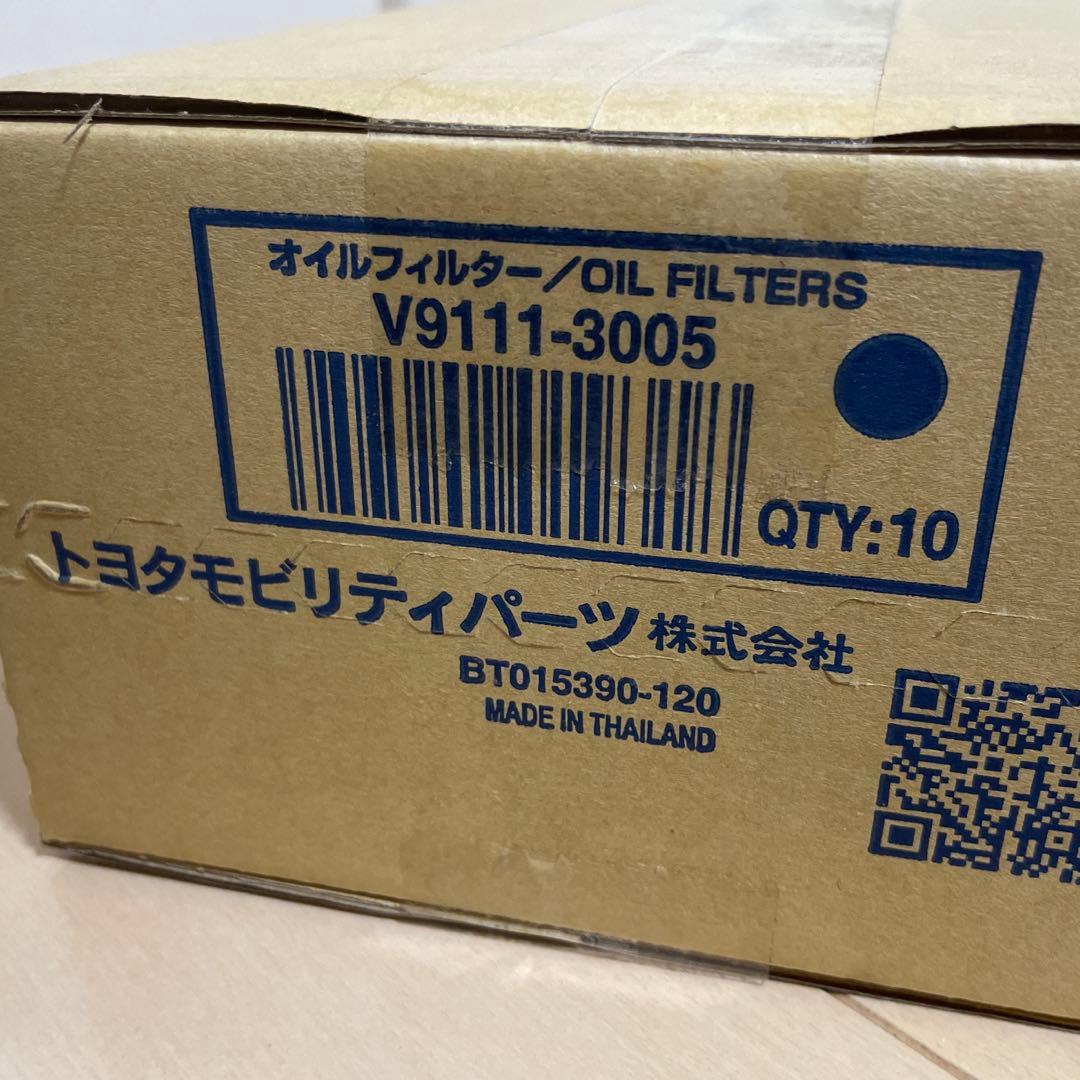 オイルフィルター/OIL FILTERS
V9111-3005
QTY:10
トヨタモビリティパーツ株式会社
BT015390-120
MADE IN THAILAND